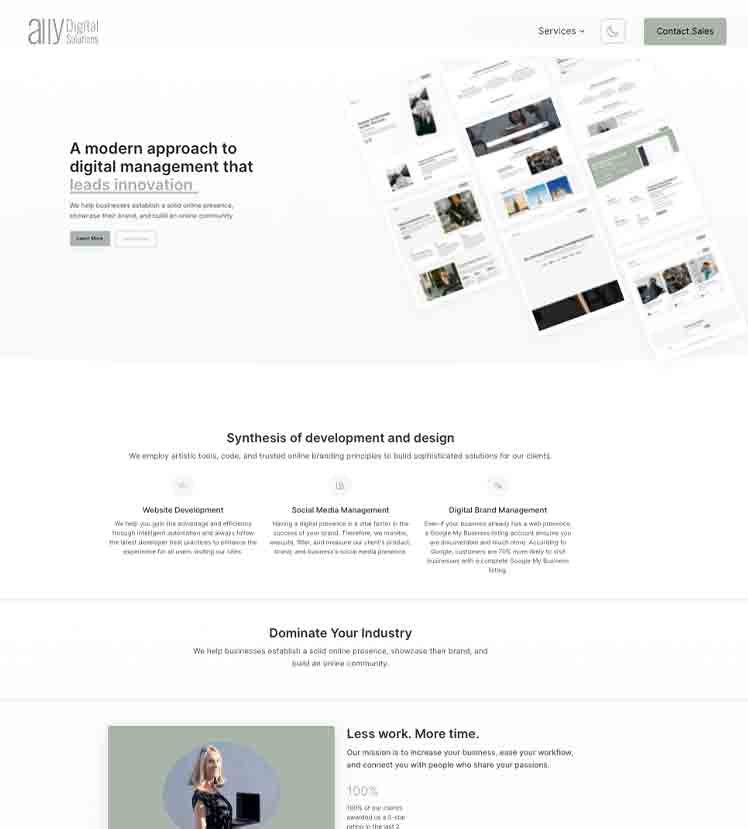 ally Digital
Solutions
Services
Contact Sales
A modern approach to
digital management that
leads innovation_
We help businesses establish a solid online presence,
showcase their brand, and build an online community
Learn More
Synthesis of development and design
We employ artistic tools, code, and trusted online branding principles to build sophisticated solutions for our clients.
Website Development
We help you gain the advantage and efficiency
through intelligent automation and always follow
the latest developer best practices to enhance the
experience for all users visiting our sites.
Social Media Management
Having a digital presence is a star factor in the
success of your brand. Therefore, we monitor,
execute, filter, and measure our client's product,
brand, and business's social media presence.
Digital Brand Management
Even if your business already has a web presence,
a Google My Business listing account ensures you
are discoverable and much more. According to
Google, customers are 70% more likely to visit
businesses with a complete Google My Business
listing.
Dominate Your Industry
We help businesses establish a solid online presence, showcase their brand, and
build an online community.
Less work. More time.
Our mission is to increase your business, ease your workflow,
and connect you with people who share your passions.
100%
100% of our clients
awarded us a 5-star
rating in the last 2